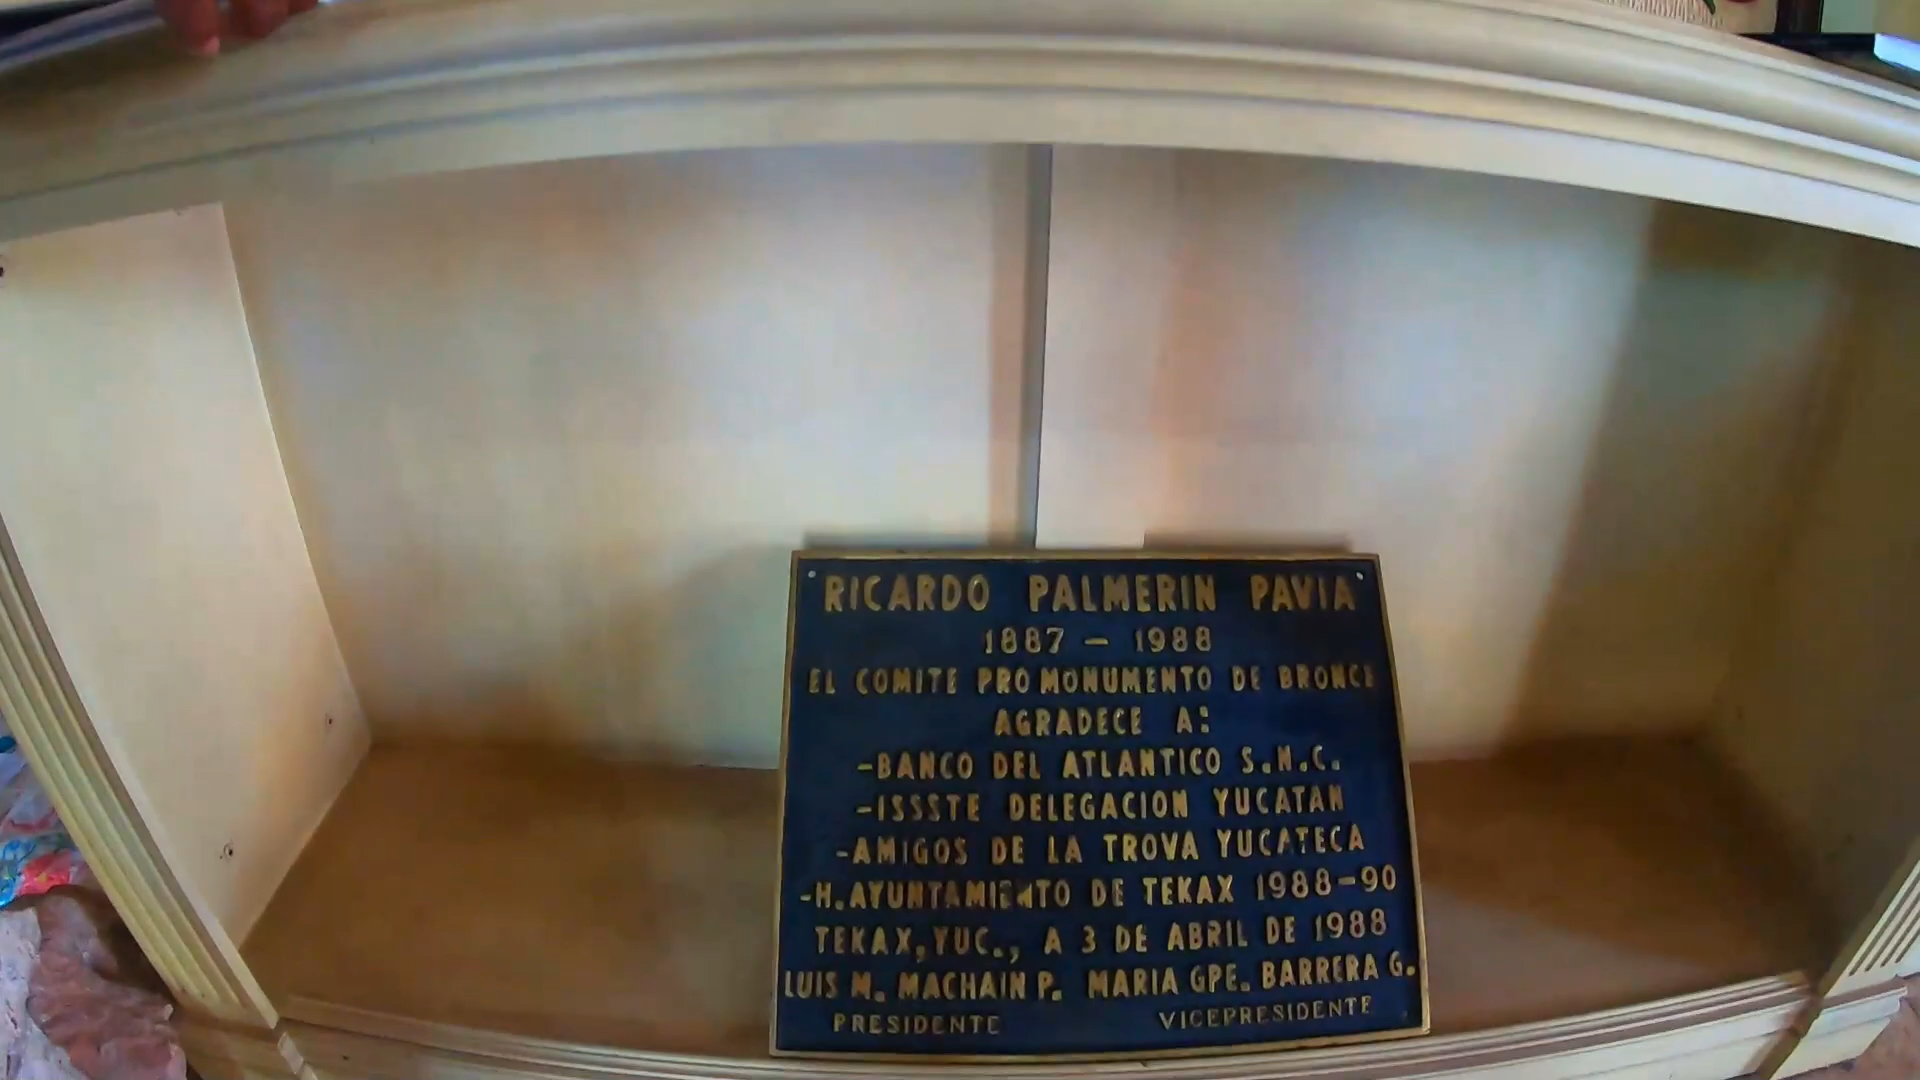 RICARDO PALMERIN PAVIA
1887 - 1988
EL COMITE PRO MONUMENTO DE BRONCE
AGRADECE A:
-BANCO DEL ATLANTICO S.N.C.
-ISSSTE DELEGACION YUCATAN
-AMIGOS DE LA TROVA YUCATECA
-H.AYUNTAMIENTO DE TEKAX 1988-90
TEKAX, YUC., A 3 DE ABRIL DE 1988
LUIS M. MACHAIN P. MARIA GPE. BARRERA G.
PRESIDENTE VICEPRESIDENTE